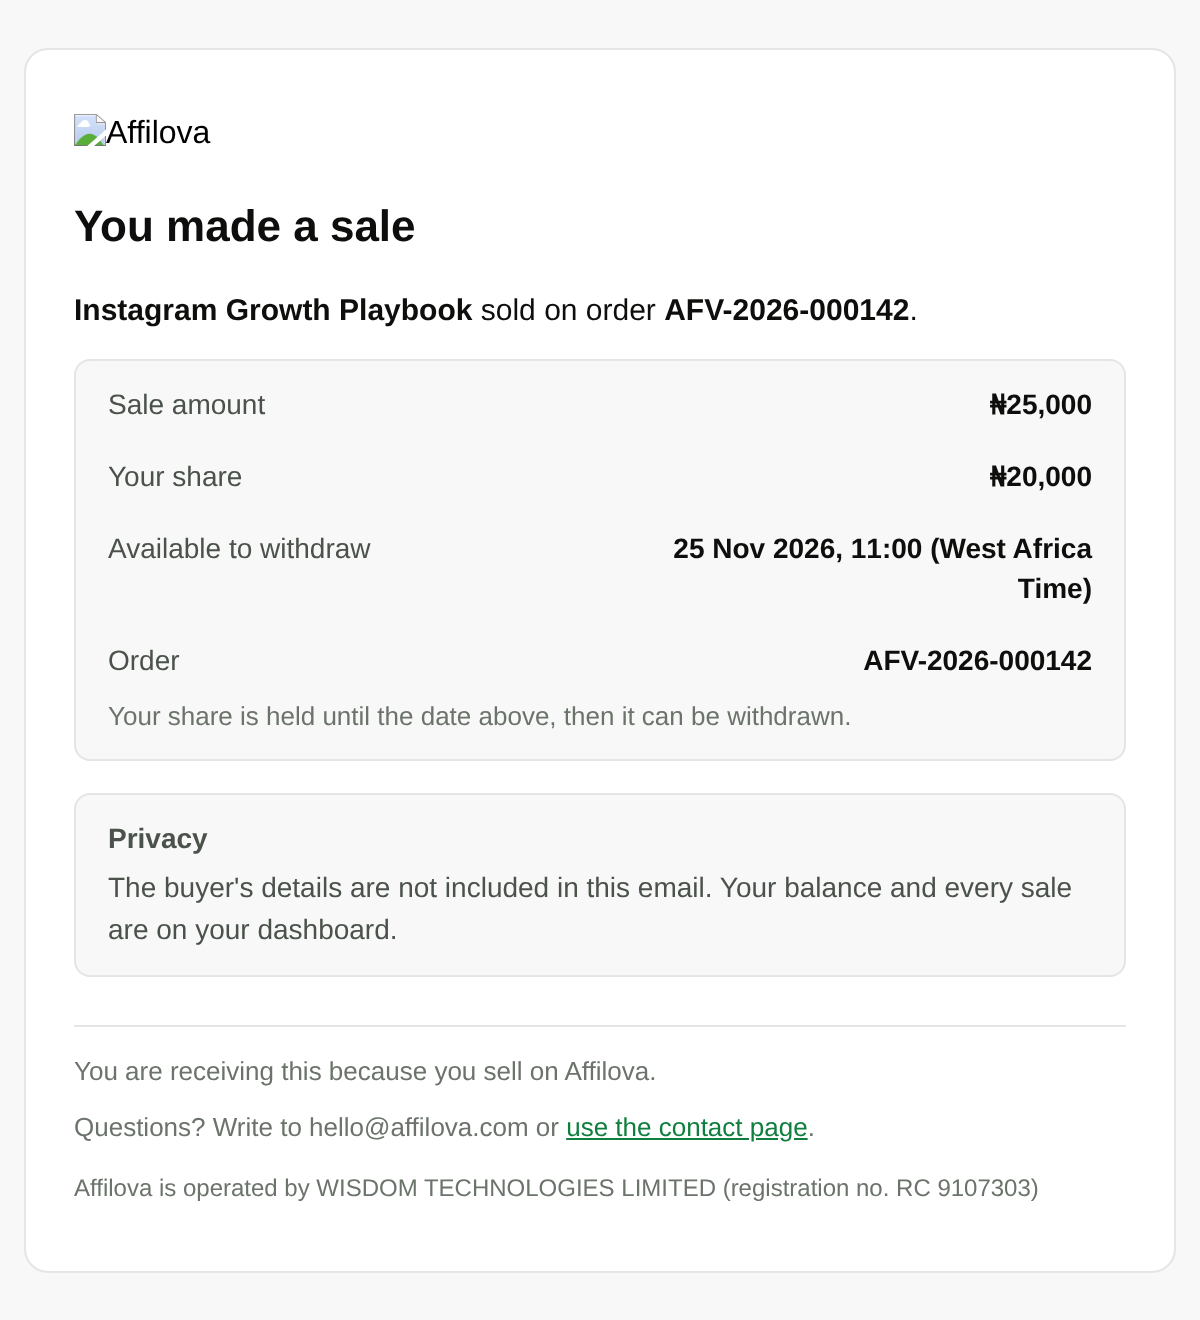 Affilova
You made a sale
Instagram Growth Playbook sold on order AFV-2026-000142.
Sale amount ₦25,000
Your share ₦20,000
Available to withdraw 25 Nov 2026, 11:00 (West Africa
Time)
Order AFV-2026-000142
Your share is held until the date above, then it can be withdrawn.
Privacy
The buyer's details are not included in this email. Your balance and every sale
are on your dashboard.
You are receiving this because you sell on Affilova.
Questions? Write to hello@affilova.com or use the contact page.
Affilova is operated by WISDOM TECHNOLOGIES LIMITED (registration no. RC 9107303)